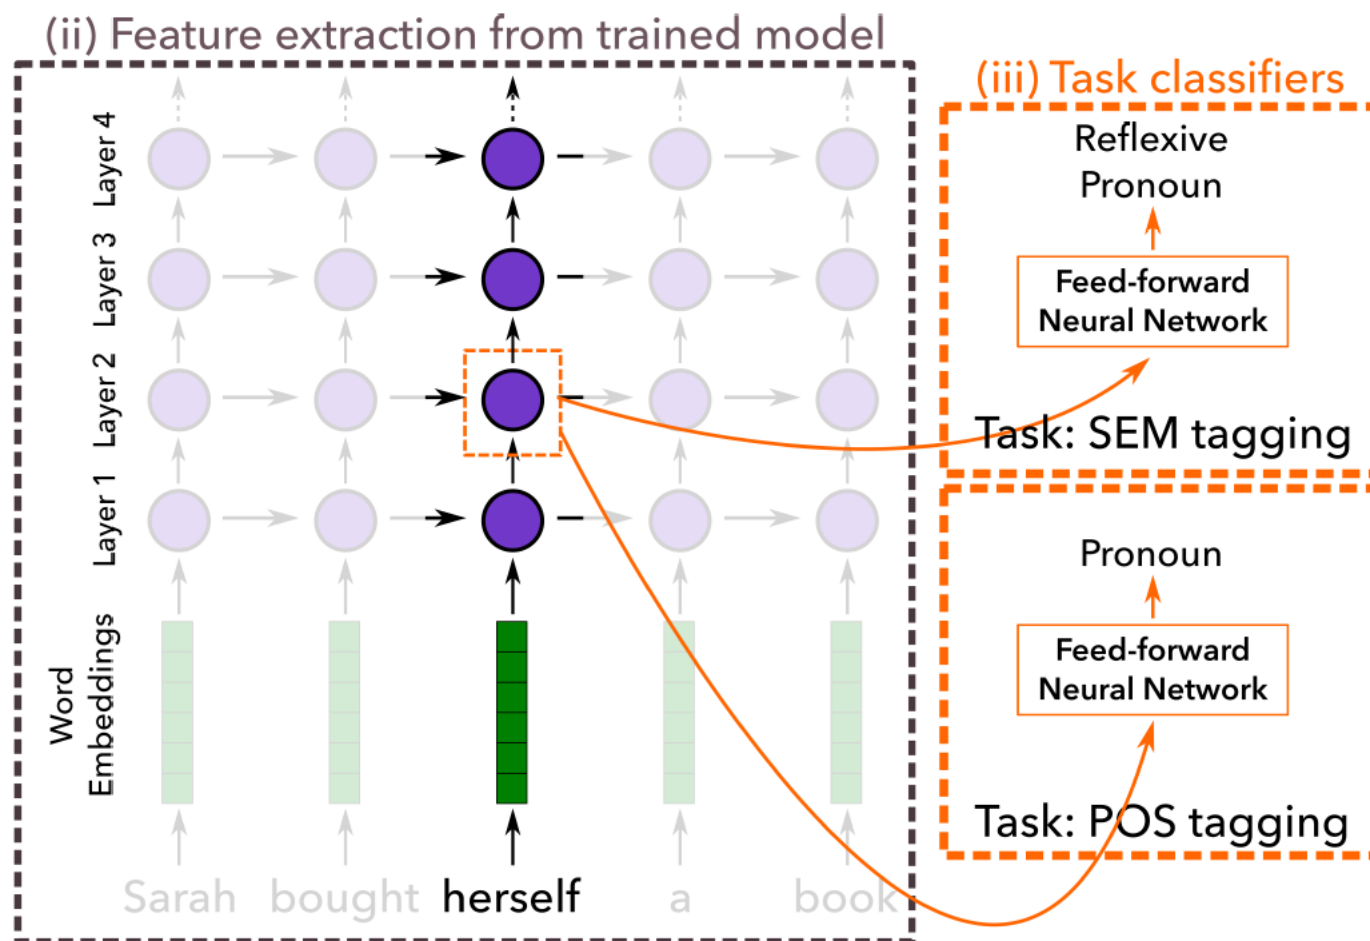 (ii) Feature extraction from trained model
Layer 4
Layer 3
Layer 2
Layer 1
Word
Embeddings
Sarah bought herself a book
(iii) Task classifiers
Reflexive
Pronoun
Feed-forward
Neural Network
Task: SEM tagging
Pronoun
Feed-forward
Neural Network
Task: POS tagging